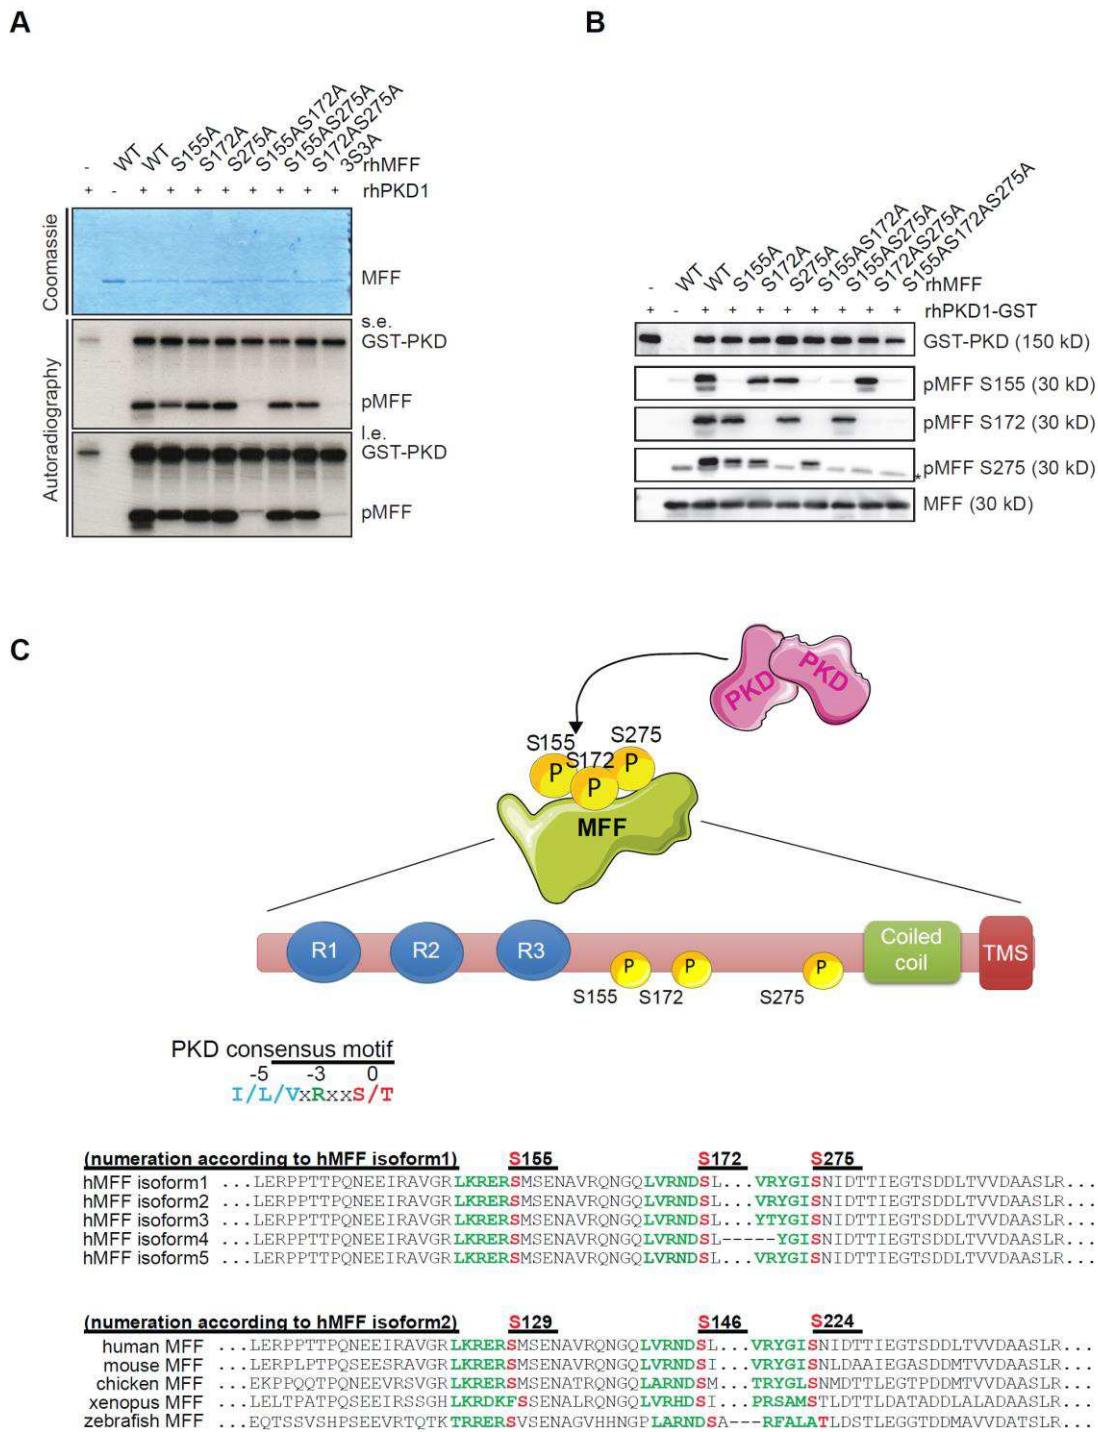 A
- WT WT S155A S172A S275A S155AS172A S155AS275A S172AS275A 3S3A rhMFF
+ - + + + + + + + + rhPKD1
Coomassie
MFF
Autoradiography
s.e.
GST-PKD
pMFF
l.e.
GST-PKD
pMFF
B
- WT WT S155A S172A S275A S155AS172A S155AS275A S172AS275A S155AS172AS275A rhMFF
+ - + + + + + + + + rhPKD1-GST
GST-PKD (150 kD)
pMFF S155 (30 kD)
pMFF S172 (30 kD)
pMFF S275 (30 kD)
*
MFF (30 kD)
C
PKD PKD
S155 S172 S275
P P P
MFF
R1 R2 R3 P P P Coiled coil TMS
S155 S172 S275
PKD consensus motif
-5 -3 0
I/L/VxRxxS/T
(numeration according to hMFF isoform1) S155 S172 S275
hMFF isoform1 ...LERPPTTPQNEEIRAVGRLKRERSMSENAVRQNGQLVRNDSL...VRYGISNIDTTIEGTSDDLTVVDAASLR...
hMFF isoform2 ...LERPPTTPQNEEIRAVGRLKRERSMSENAVRQNGQLVRNDSL...VRYGISNIDTTIEGTSDDLTVVDAASLR...
hMFF isoform3 ...LERPPTTPQNEEIRAVGRLKRERSMSENAVRQNGQLVRNDSL...YTYGISNIDTTIEGTSDDLTVVDAASLR...
hMFF isoform4 ...LERPPTTPQNEEIRAVGRLKRERSMSENAVRQNGQLVRNDSL-----YGISNIDTTIEGTSDDLTVVDAASLR...
hMFF isoform5 ...LERPPTTPQNEEIRAVGRLKRERSMSENAVRQNGQLVRNDSL...VRYGISNIDTTIEGTSDDLTVVDAASLR...
(numeration according to hMFF isoform2) S129 S146 S224
human MFF ...LERPPTTPQNEEIRAVGRLKRERSMSENAVRQNGQLVRNDSL...VRYGISNIDTTIEGTSDDLTVVDAASLR...
mouse MFF ...LERPLPTPQSEESRAVGRLKRERSMSENAVRQNGQLVRNDSI...VRYGISNLDAAIEGASDDMTVVDAASLR...
chicken MFF ...EKPPQQTPQNEEVRSVGRLKRERSMSENATRQNGQLARNDSM...TRYGLSNMDTTLEGTPDDMTVVDAASLR...
xenopus MFF ...LELTPATPQSEEIRLSGHLKRDKFSSENALRQNGQLVRHDSI...PRSAMSTLDTTLDATADDLALADAASLR...
zebrafish MFF ...EQTSSVSHPSEEVRTQTKTRRERSVSENAGVHHNGPLARNDSA---RFALATLDSTLEGGTDDMAVVDATSLR...